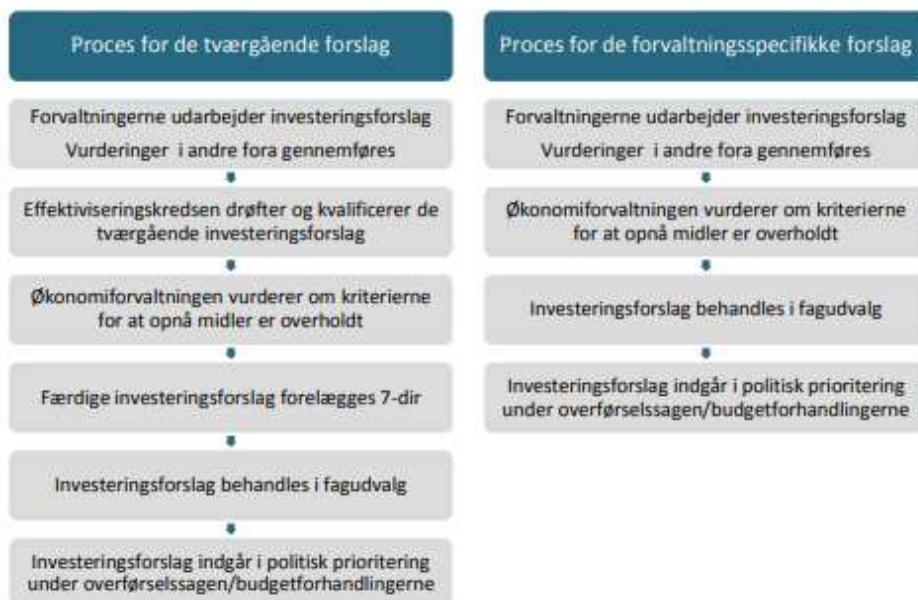 Proces for de tværgående forslag
Forvaltningerne udarbejder investeringsforslag
Vurderinger i andre fora gennemføres
Effektiviseringskredsen drøfter og kvalificerer de
tværgående investeringsforslag
Økonomiforvaltningen vurderer om kriterierne
for at opnå midler er overholdt
Færdige investeringsforslag forelægges 7-dir
Investeringsforslag behandles i fagudvalg
Investeringsforslag indgår i politisk prioritering
under overførselssagen/budgetforhandlingerne
Proces for de forvaltningsspecifikke forslag
Forvaltningerne udarbejder investeringsforslag
Vurderinger i andre fora gennemføres
Økonomiforvaltningen vurderer om kriterierne
for at opnå midler er overholdt
Investeringsforslag behandles i fagudvalg
Investeringsforslag indgår i politisk prioritering
under overførselssagen/budgetforhandlingerne